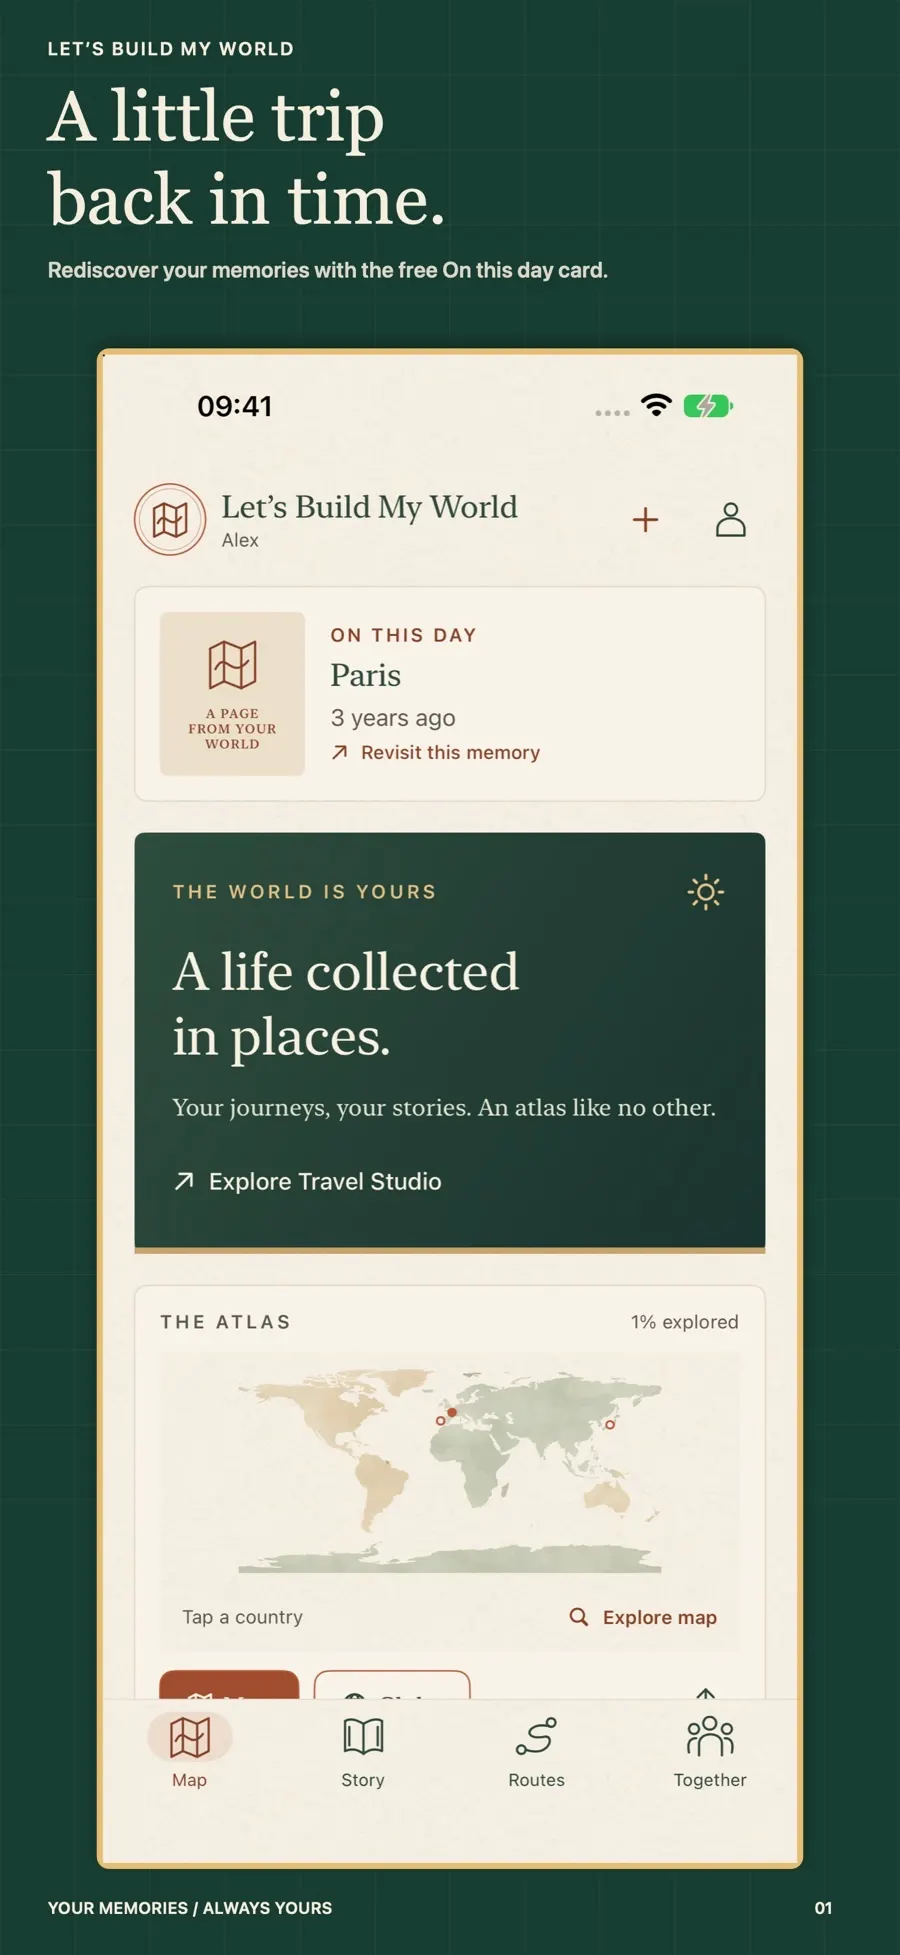 LET'S BUILD MY WORLD
A little trip
back in time.
Rediscover your memories with the free On this day card.
09:41
Let's Build My World
Alex
A PAGE
FROM YOUR
WORLD
ON THIS DAY
Paris
3 years ago
Revisit this memory
THE WORLD IS YOURS
A life collected
in places.
Your journeys, your stories. An atlas like no other.
Explore Travel Studio
THE ATLAS
1% explored
Tap a country
Explore map
Map
Story
Routes
Together
YOUR MEMORIES / ALWAYS YOURS
01